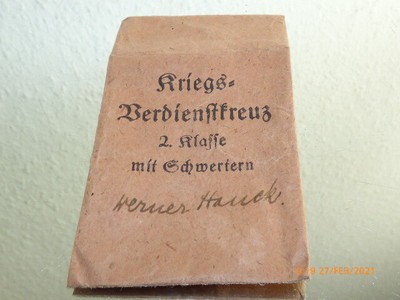 Kriegs=
Verdienstkreuz
2. Klasse
mit Schwertern
Werner Hauck.
27/FEB/2021